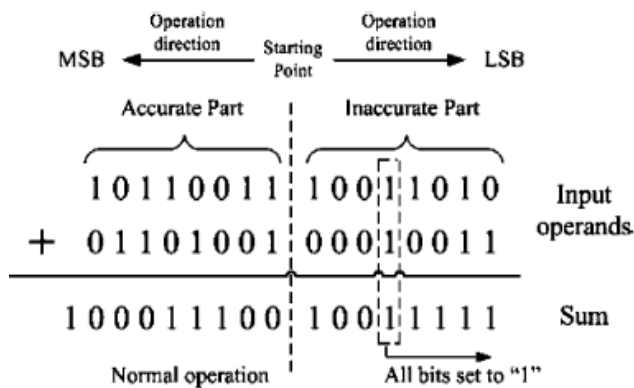 Operation direction Operation direction
MSB Starting Point LSB
Accurate Part Inaccurate Part
10110011 10011010 Input
+ 01101001 00010011 operands
100011100 10011111 Sum
Normal operation All bits set to “1”